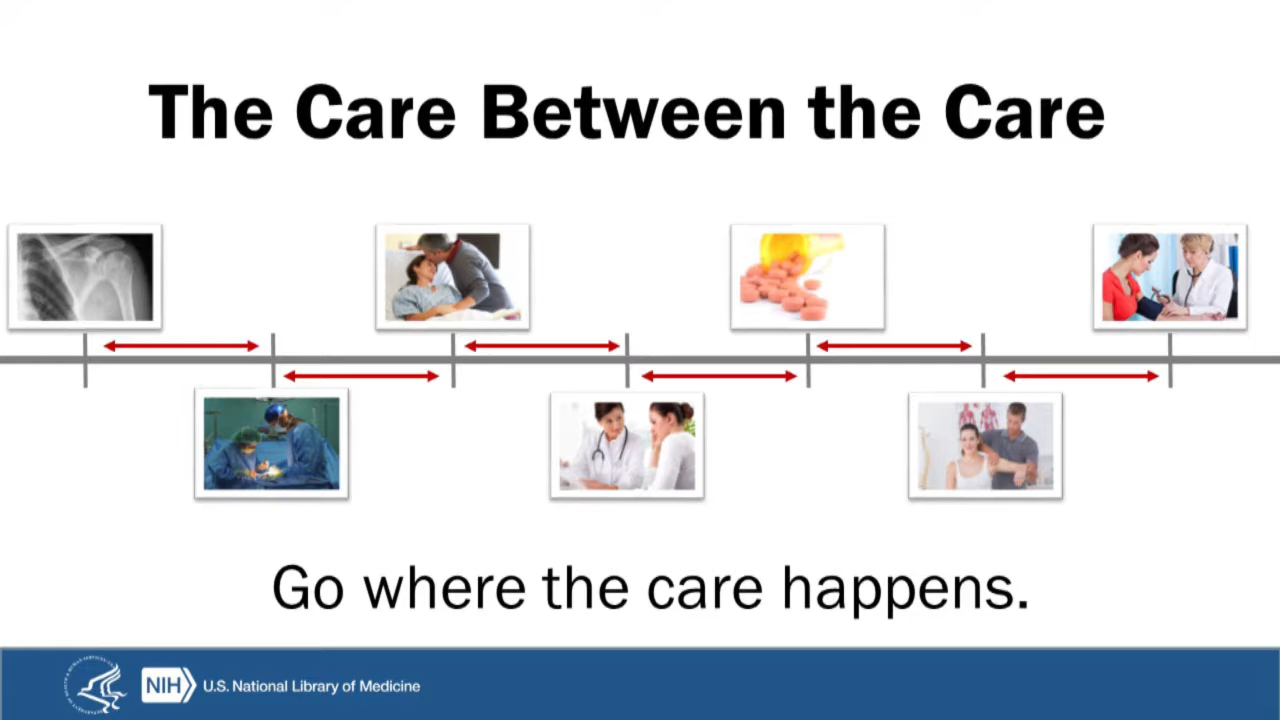 The Care Between the Care
Go where the care happens.
NIH
U.S. National Library of Medicine